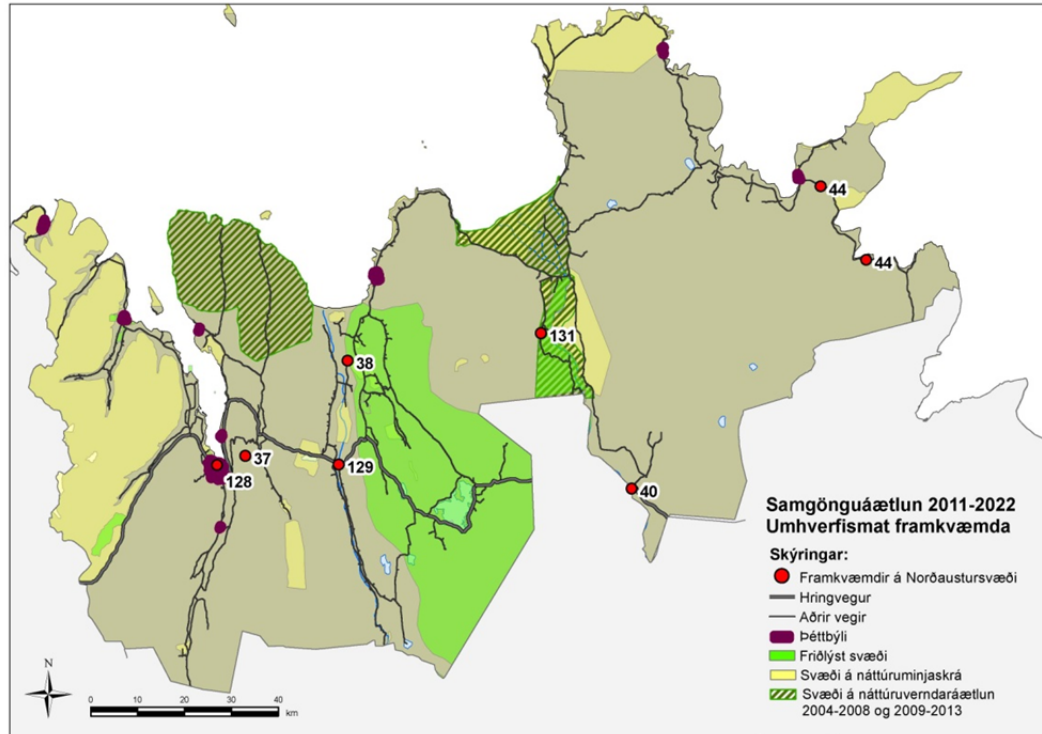 44
44
131
38
37
129
128
40
Samgönguáætlun 2011-2022
Umhverfismat framkvæmda
Skýringar:
Framkvæmdir á Norðaustursvæði
Hringvegur
Aðrir vegir
Þéttbýli
Friðlýst svæði
Svæði á náttúruminjaskrá
Svæði á náttúruverndaráætlun
2004-2008 og 2009-2013
N
0 10 20 30 40
km